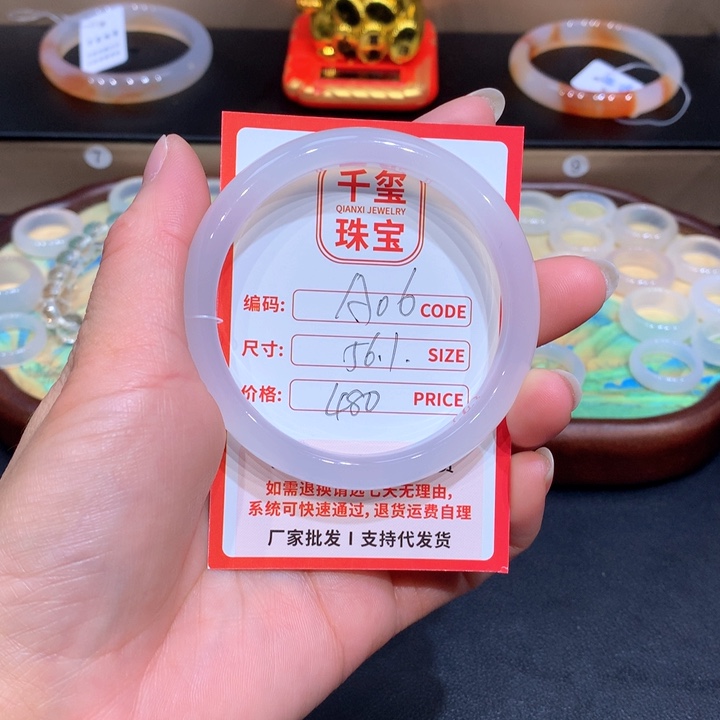 7
9
千玺
QIANXI JEWELRY
珠宝
编码: A06 CODE
尺寸: 56.1. SIZE
价格: 480 PRICE
如需退换请选七天无理由,
系统可快速通过, 退货运费自理
厂家批发 I 支持代发货